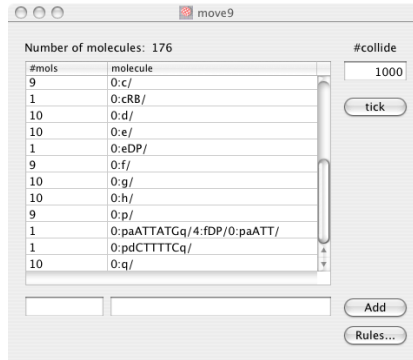 move9
Number of molecules: 176
#collide
#mols molecule
1000
9 0:c/
1 0:cRB/
tick
10 0:d/
10 0:e/
1 0:eDP/
9 0:f/
10 0:g/
10 0:h/
9 0:p/
1 0:paATTATGq/4:fDP/0:paATT/
1 0:pdCTTTTCq/
10 0:q/
Add
Rules...